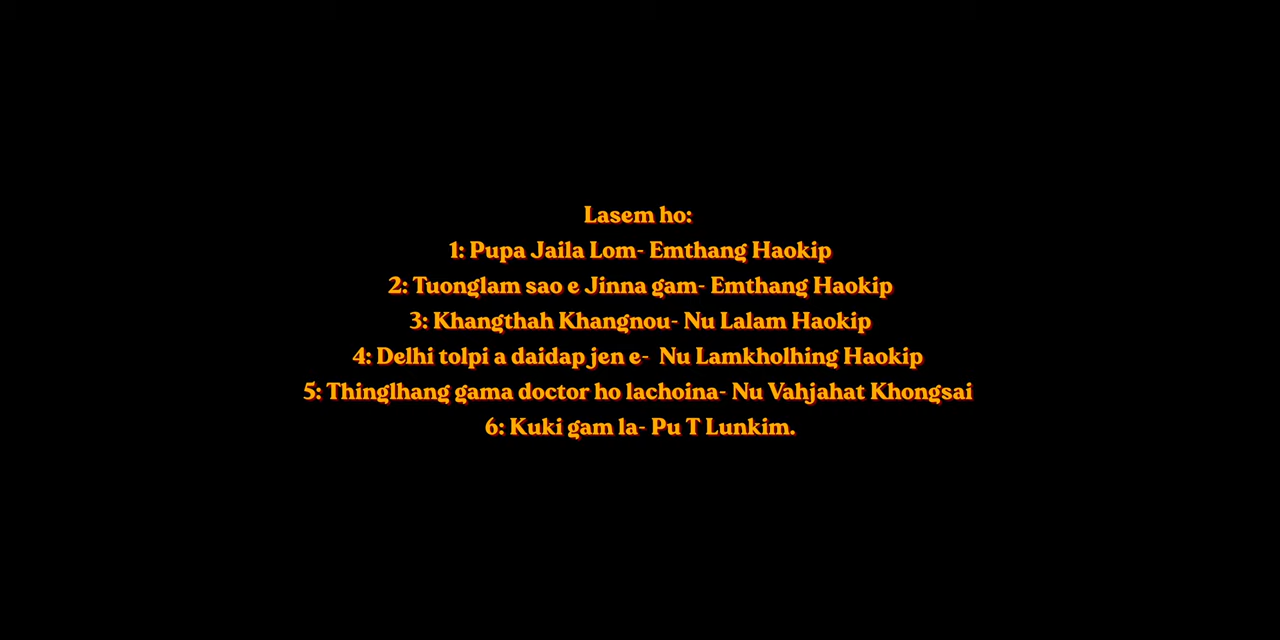 Lasem ho:
1: Pupa Jaila Lom- Emthang Haokip
2: Tuonglam sao e Jinna gam- Emthang Haokip
3: Khangthah Khangnou- Nu Lalam Haokip
4: Delhi tolpi a daidap jen e-  Nu Lamkholhing Haokip
5: Thinglhang gama doctor ho lachoina- Nu Vahjahat Khongsai
6: Kuki gam la- Pu T Lunkim.